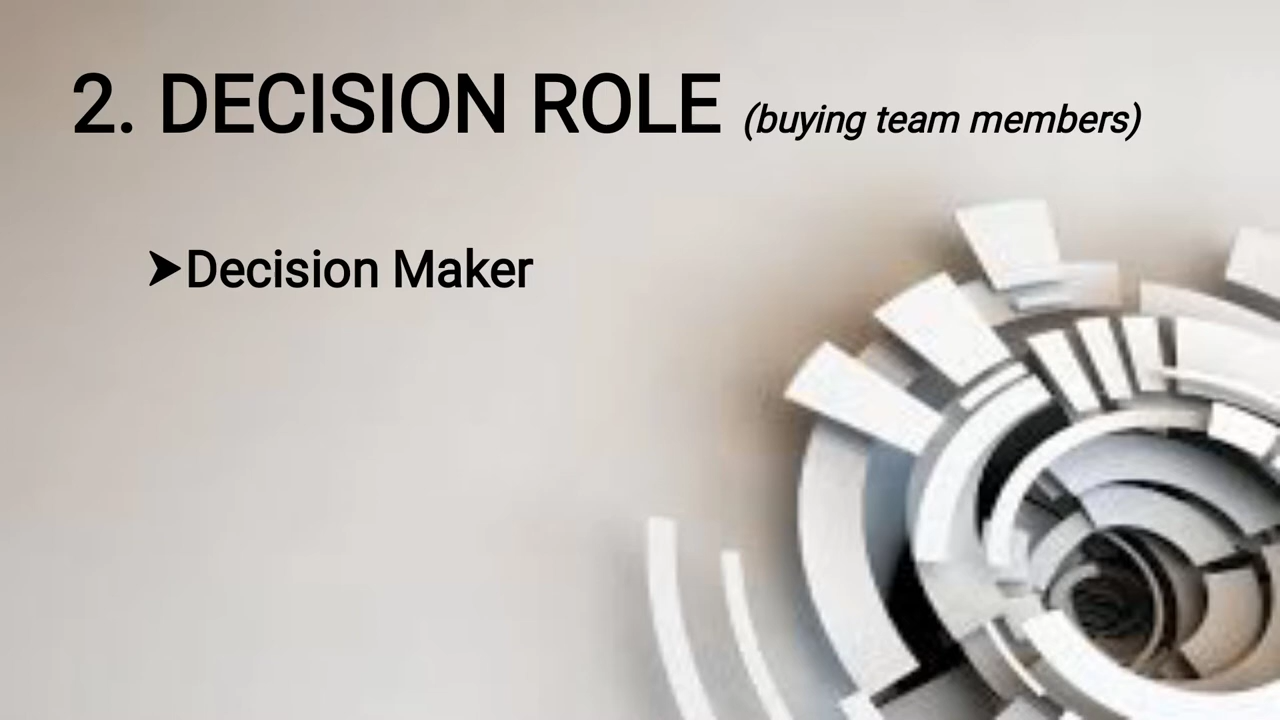 2. DECISION ROLE (buying team members)
➤Decision Maker